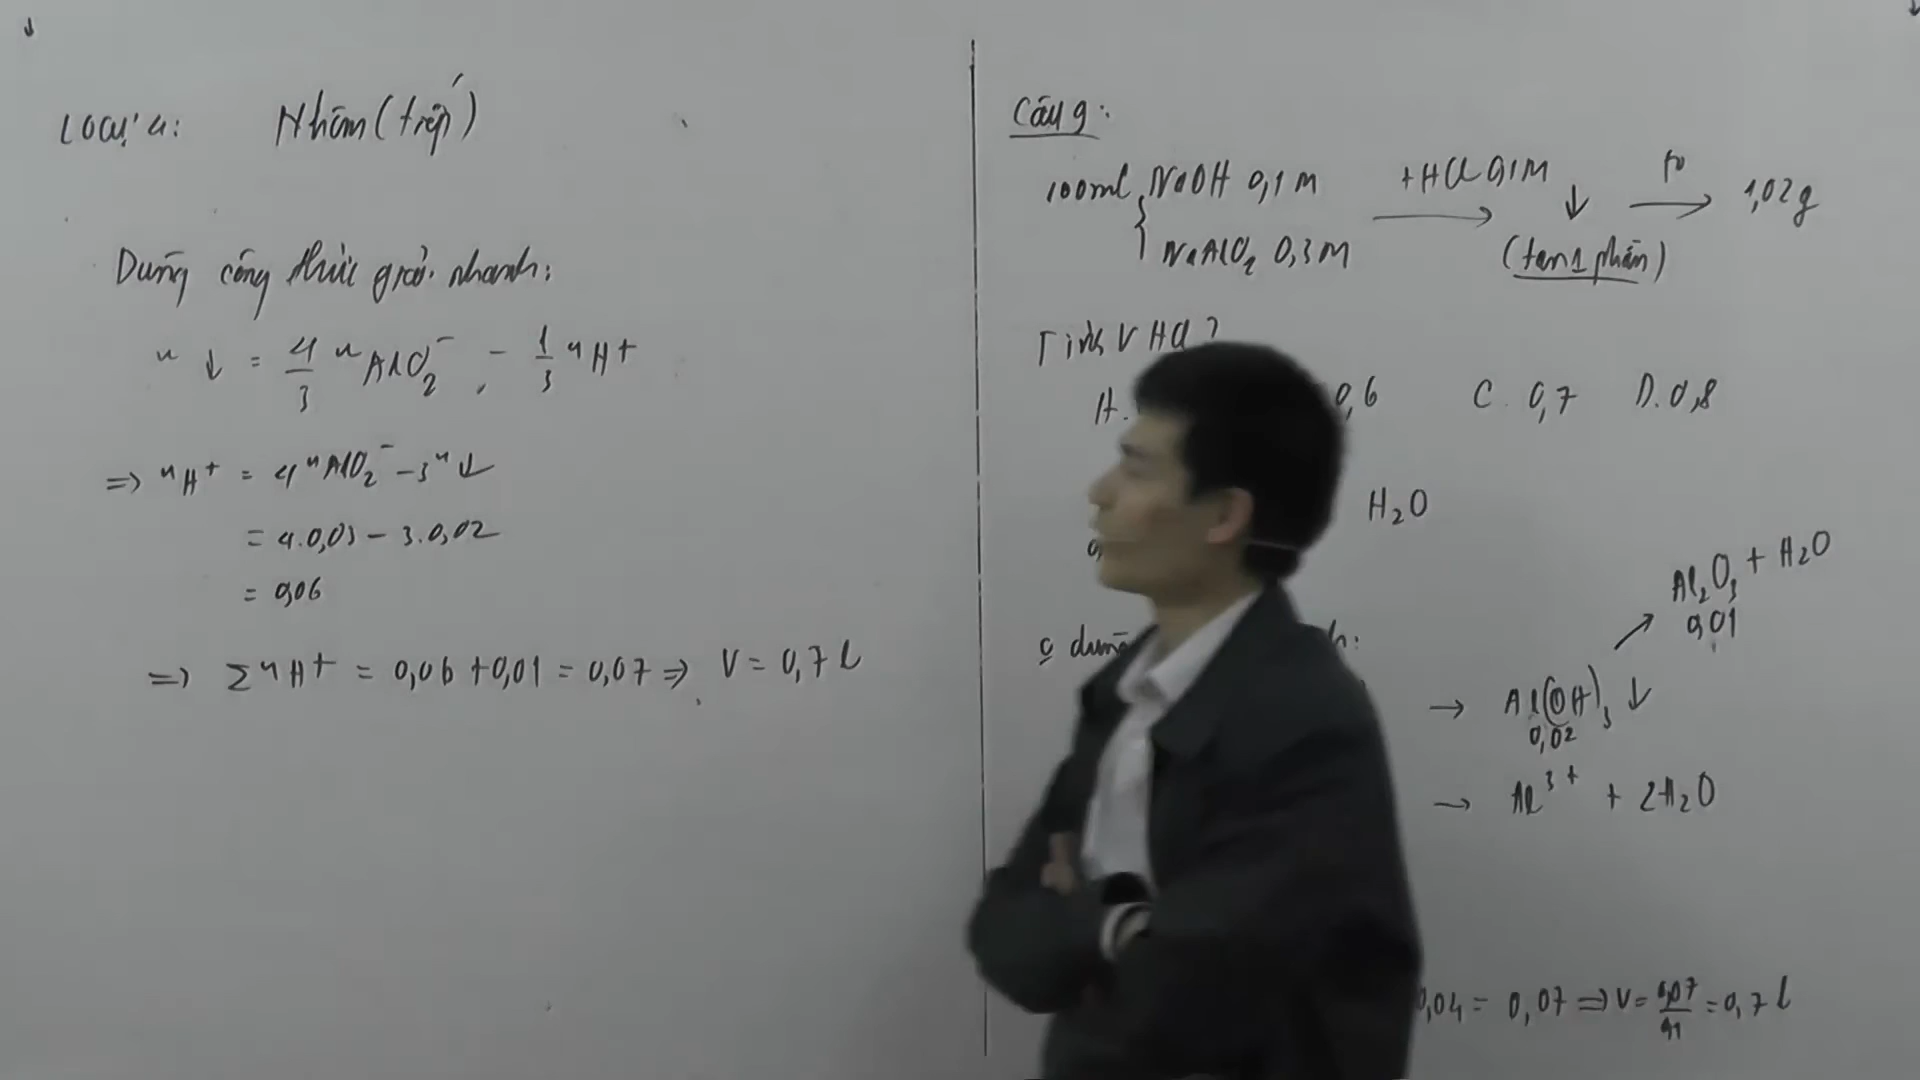 Loại 4: Nhôm (tiếp)
Dùng công thức giải nhanh:
n↓ = 4/3 nAlO₂⁻ - 1/3 nH⁺
=> nH⁺ = 4nAlO₂⁻ - 3n↓
= 4.0,03 - 3.0,02
= 0,06
=> ΣnH⁺ = 0,06 + 0,01 = 0,07 => V = 0,7 l
Câu 9:
100ml { NaOH 0,1M +HCl 0,1M → ↓ t⁰ → 1,02g
NaAlO₂ 0,3M (tan 1 phần)
Tính V HCl?
A. 0,6 C. 0,7 D. 0,8
H₂O
Al₂O₃ + H₂O
0,01
→ Al(OH)₃ ↓
0,02
→ Al³⁺ + 2H₂O
0,04 = 0,07 => V = 0,07/0,1 = 0,7 l